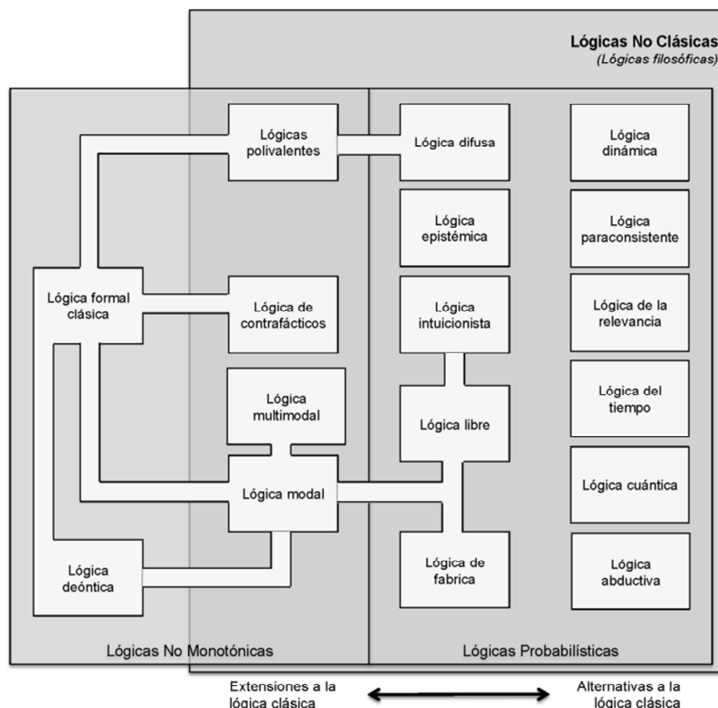 Lógicas No Clásicas
(Lógicas filosóficas)
Lógicas
polivalentes
Lógica difusa
Lógica
dinámica
Lógica
epistémica
Lógica
paraconsistente
Lógica formal
clásica
Lógica de
contrafácticos
Lógica
intuicionista
Lógica de la
relevancia
Lógica
multimodal
Lógica libre
Lógica del
tiempo
Lógica modal
Lógica cuántica
Lógica
deóntica
Lógica de
fabrica
Lógica
abductiva
Lógicas No Monotónicas
Lógicas Probabilísticas
Extensiones a la
lógica clásica
Alternativas a la
lógica clásica